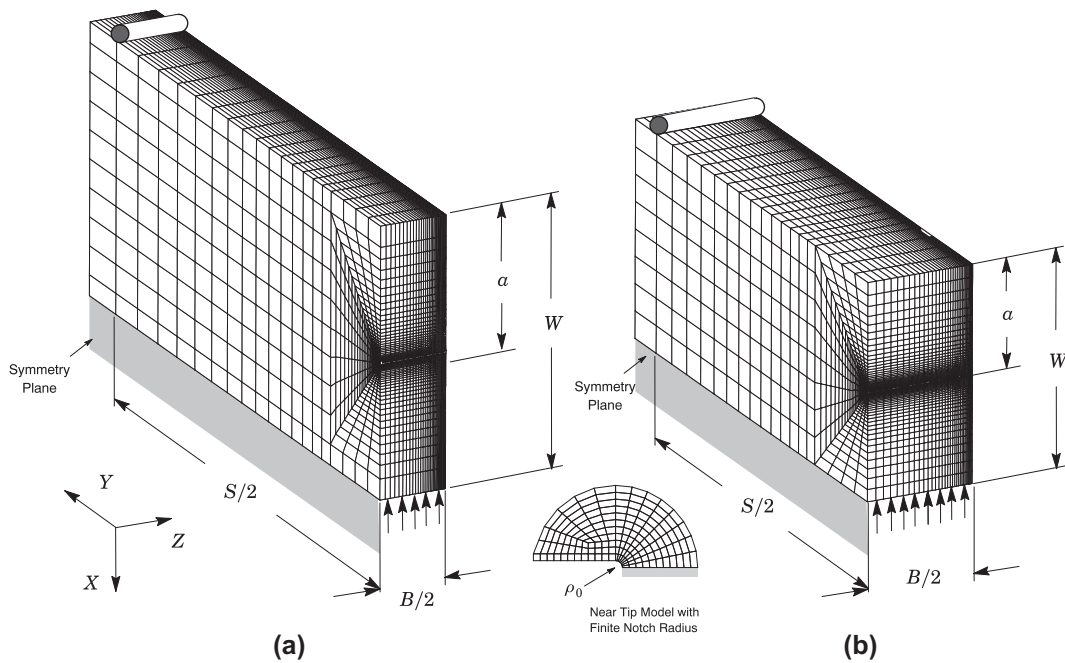 a
W
Symmetry
Plane
S/2
Y
Z
X
B/2
(a)
ρ0
Near Tip Model with
Finite Notch Radius
a
W
Symmetry
Plane
S/2
B/2
(b)